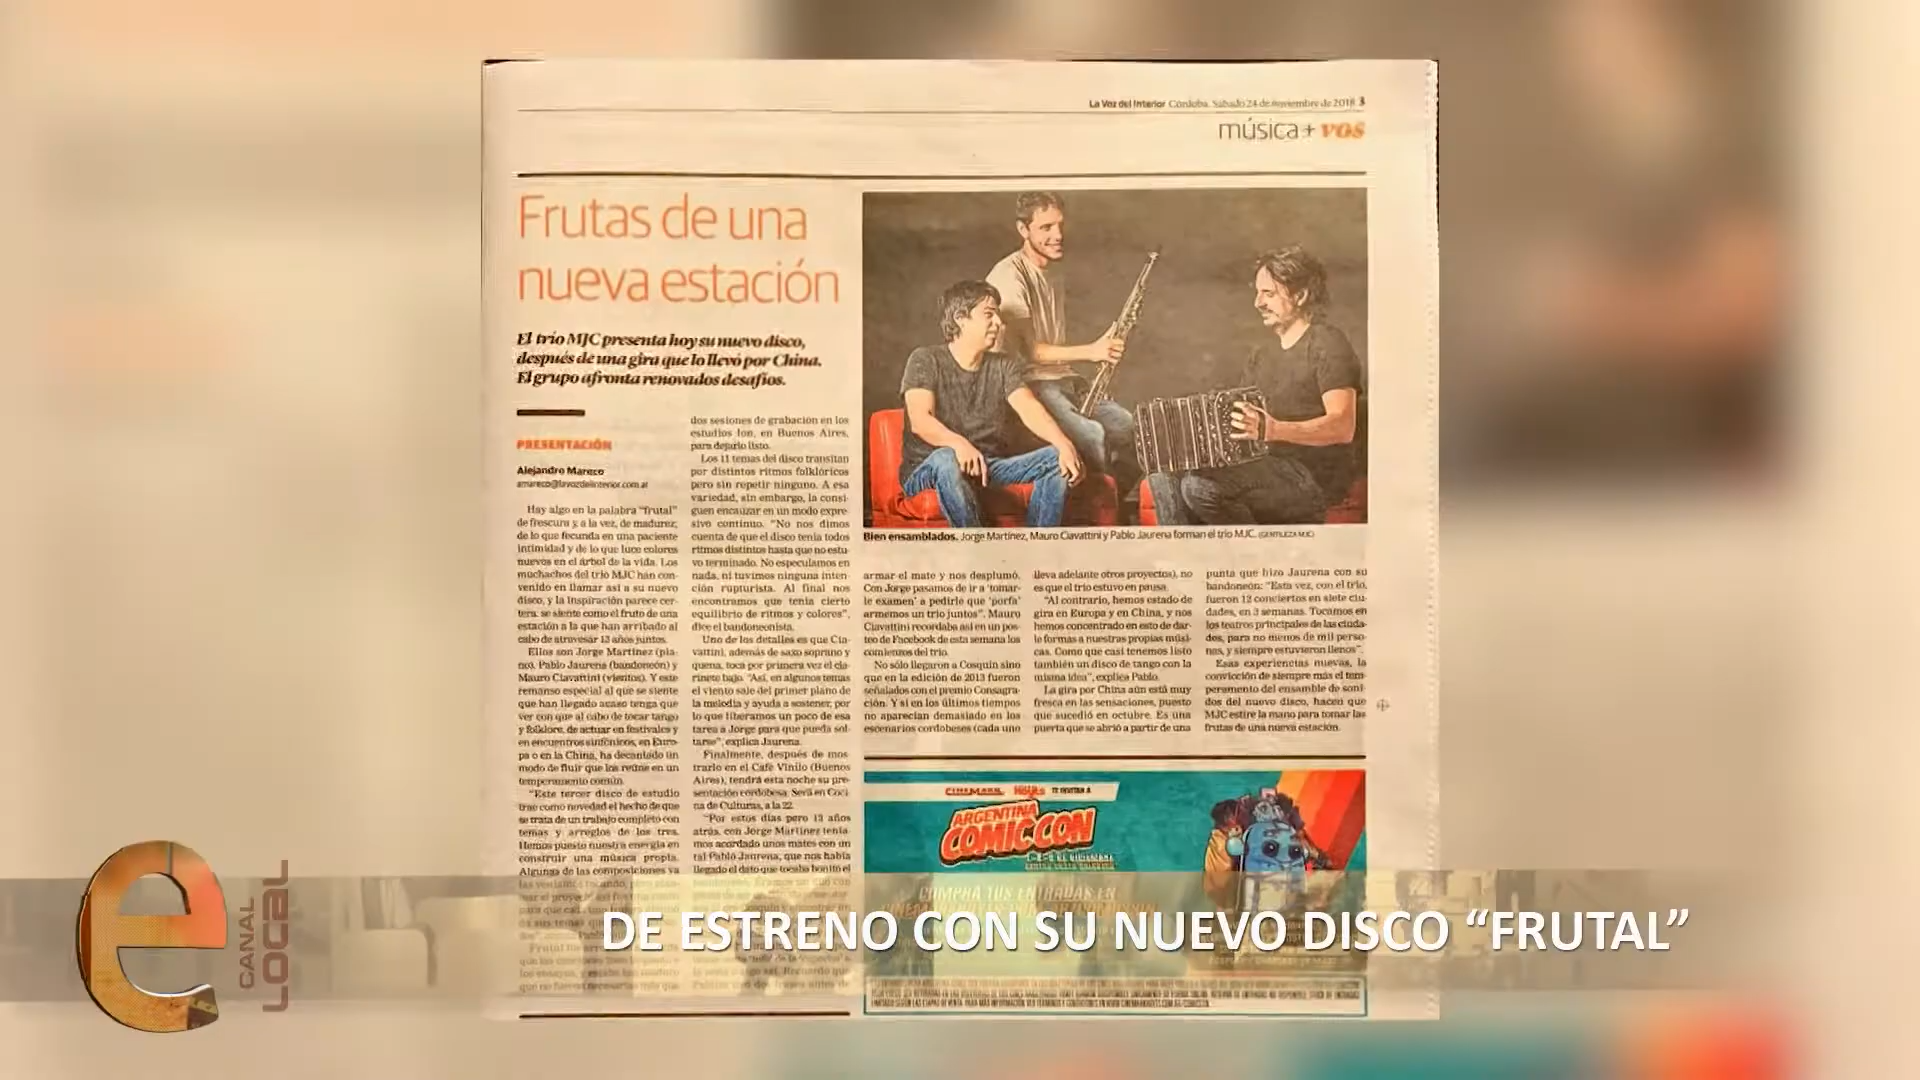 La Voz del Interior Córdoba. Sábado 24 de noviembre de 2018 3
música+ vos
Frutas de una
nueva estación
El trío MJC presenta hoy su nuevo disco,
después de una gira que lo llevó por China.
El grupo afronta renovados desafíos.
PRESENTACIÓN
Alejandro Mareco
amareco@lavozdelinterior.com.ar
Hay algo en la palabra "frutal"
de frescura y, a la vez, de madurez,
de lo que fecunda en una paciente
intimidad y de lo que luce colores
nuevos en el árbol de la vida. Los
muchachos del trío MJC han con-
venido en llamar así a su nuevo
disco, y la inspiración parece cer-
tera, se siente como el fruto de una
estación a la que han arribado al
cabo de atravesar 13 años juntos.
Ellos son Jorge Martínez (pia-
no), Pablo Jaurena (bandoneón) y
Mauro Ciavattini (vientos). Y este
remanso especial al que se siente
que han llegado acaso tenga que
ver con que al cabo de tocar tango
y folklore, de actuar en festivales y
en encuentros sinfónicos, en Euro-
pa o en la China, ha decantado un
modo de fluir que los reúne en un
temperamento común.
"Este tercer disco de estudio
trae como novedad el hecho de que
se trata de un trabajo completo con
temas y arreglos de los tres.
Hemos puesto nuestra energía en
construir una música propia.
Algunas de las composiciones ya
dos sesiones de grabación en los
estudios Ion, en Buenos Aires,
para dejarlo listo.
Los 11 temas del disco transitan
por distintos ritmos folklóricos
pero sin repetir ninguno. A esa
variedad, sin embargo, la consi-
guen encauzar en un modo expre-
sivo continuo. "No nos dimos
cuenta de que el disco tenía todos
ritmos distintos hasta que no estu-
vo terminado. No especulamos en
nada, ni tuvimos ninguna inten-
ción rupturista. Al final nos
encontramos que tenía cierto
equilibrio de ritmos y colores",
dice el bandoneonista.
Uno de los detalles es que Cia-
vattini, además de saxo soprano y
quena, toca por primera vez el cla-
rinete bajo. "Así, en algunos temas
el viento sale del primer plano de
la melodía y ayuda a sostener, por
lo que liberamos un poco de esa
tarea a Jorge para que pueda sol-
tarse", explica Jaurena.
Finalmente, después de mos-
trarlo en el Café Vinilo (Buenos
Aires), tendrá esta noche su pre-
sentación cordobesa. Será en Coci-
na de Culturas, a la 22.
"Por estos días pero 13 años
atrás, con Jorge Martínez tenía-
mos acordado unos mates con un
tal Pablo Jaurena, que nos había
llegado el dato que tocaba bonito el
Bien ensamblados. Jorge Martínez, Mauro Ciavattini y Pablo Jaurena forman el trío MJC. (GENTILEZA MJC)
armar el mate y nos desplumó.
Con Jorge pasamos de ir a 'tomar-
le examen' a pedirle que 'porfa'
armemos un trío juntos". Mauro
Ciavattini recordaba así en un pos-
teo de Facebook de esta semana los
comienzos del trío.
No sólo llegaron a Cosquín sino
que en la edición de 2013 fueron
señalados con el premio Consagra-
ción. Y si en los últimos tiempos
no aparecían demasiado en los
escenarios cordobeses (cada uno
lleva adelante otros proyectos), no
es que el trío estuvo en pausa.
"Al contrario, hemos estado de
gira en Europa y en China, y nos
hemos concentrado en esto de dar-
le formas a nuestras propias músi-
cas. Como que casi tenemos listo
también un disco de tango con la
misma idea", explica Pablo.
La gira por China aún está muy
fresca en las sensaciones, puesto
que sucedió en octubre. Es una
puerta que se abrió a partir de una
punta que hizo Jaurena con su
bandoneón: "Esta vez, con el trío,
fueron 12 conciertos en siete ciu-
dades, en 3 semanas. Tocamos en
los teatros principales de las ciuda-
des, para no menos de mil perso-
nas, y siempre estuvieron llenos".
Esas experiencias nuevas, la
convicción de siempre más el tem-
peramento del ensamble de soni-
dos del nuevo disco, hacen que
MJC estire la mano para tomar las
frutas de una nueva estación.
CINEMARK Hoyts TE INVITAN A
ARGENTINA
COMIC CON
COMPRÁ TUS ENTRADAS EN
DE ESTRENO CON SU NUEVO DISCO “FRUTAL”
e CANAL LOCAL